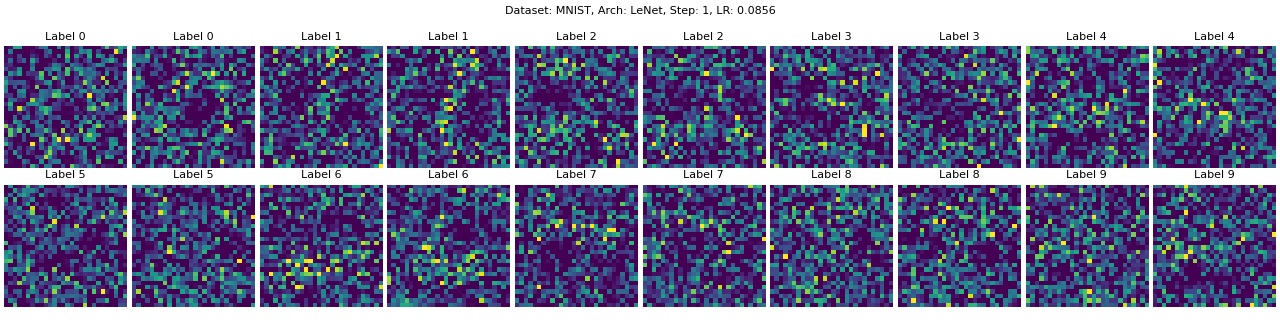 Dataset: MNIST, Arch: LeNet, Step: 1, LR: 0.0856
Label 0 Label 0 Label 1 Label 1 Label 2 Label 2 Label 3 Label 3 Label 4 Label 4
Label 5 Label 5 Label 6 Label 6 Label 7 Label 7 Label 8 Label 8 Label 9 Label 9